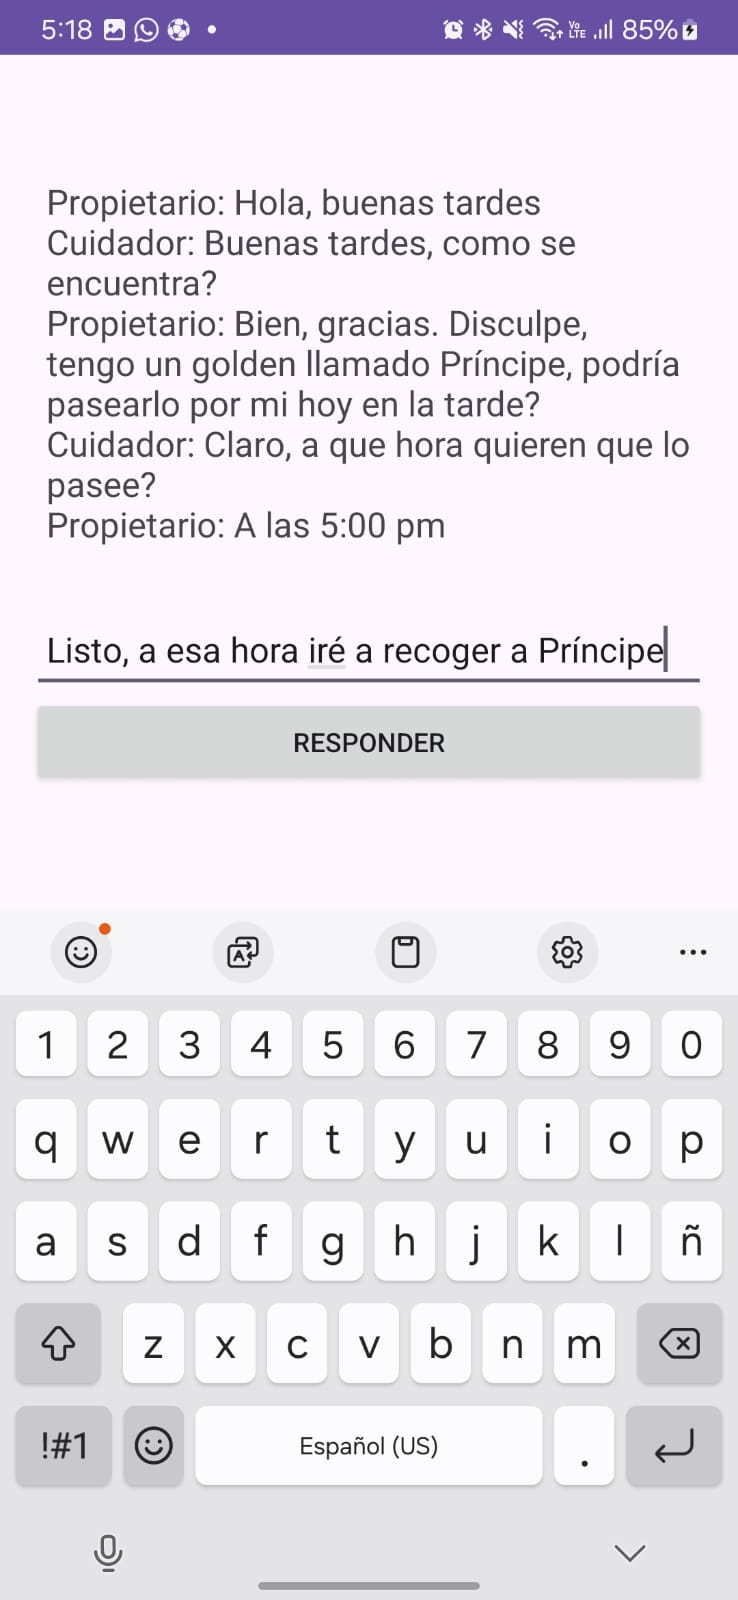 5:18
Vo
LTE
85%
Propietario: Hola, buenas tardes
Cuidador: Buenas tardes, como se
encuentra?
Propietario: Bien, gracias. Disculpe,
tengo un golden llamado Príncipe, podría
pasearlo por mi hoy en la tarde?
Cuidador: Claro, a que hora quieren que lo
pasee?
Propietario: A las 5:00 pm
Listo, a esa hora iré a recoger a Príncipe
RESPONDER
1 2 3 4 5 6 7 8 9 0
q w e r t y u i o p
a s d f g h j k l ñ
z x c v b n m
!#1 Español (US) .